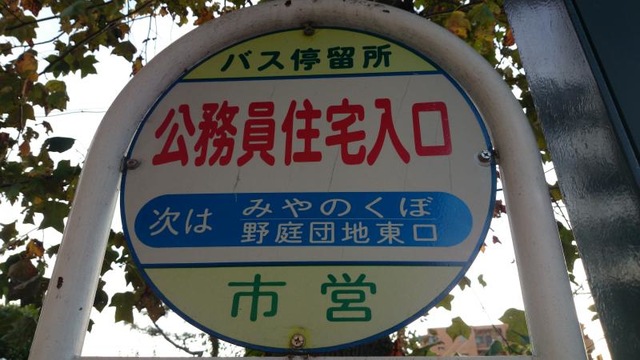 バス停留所
公務員住宅入口
次は みやのくぼ
野庭団地東口
市営